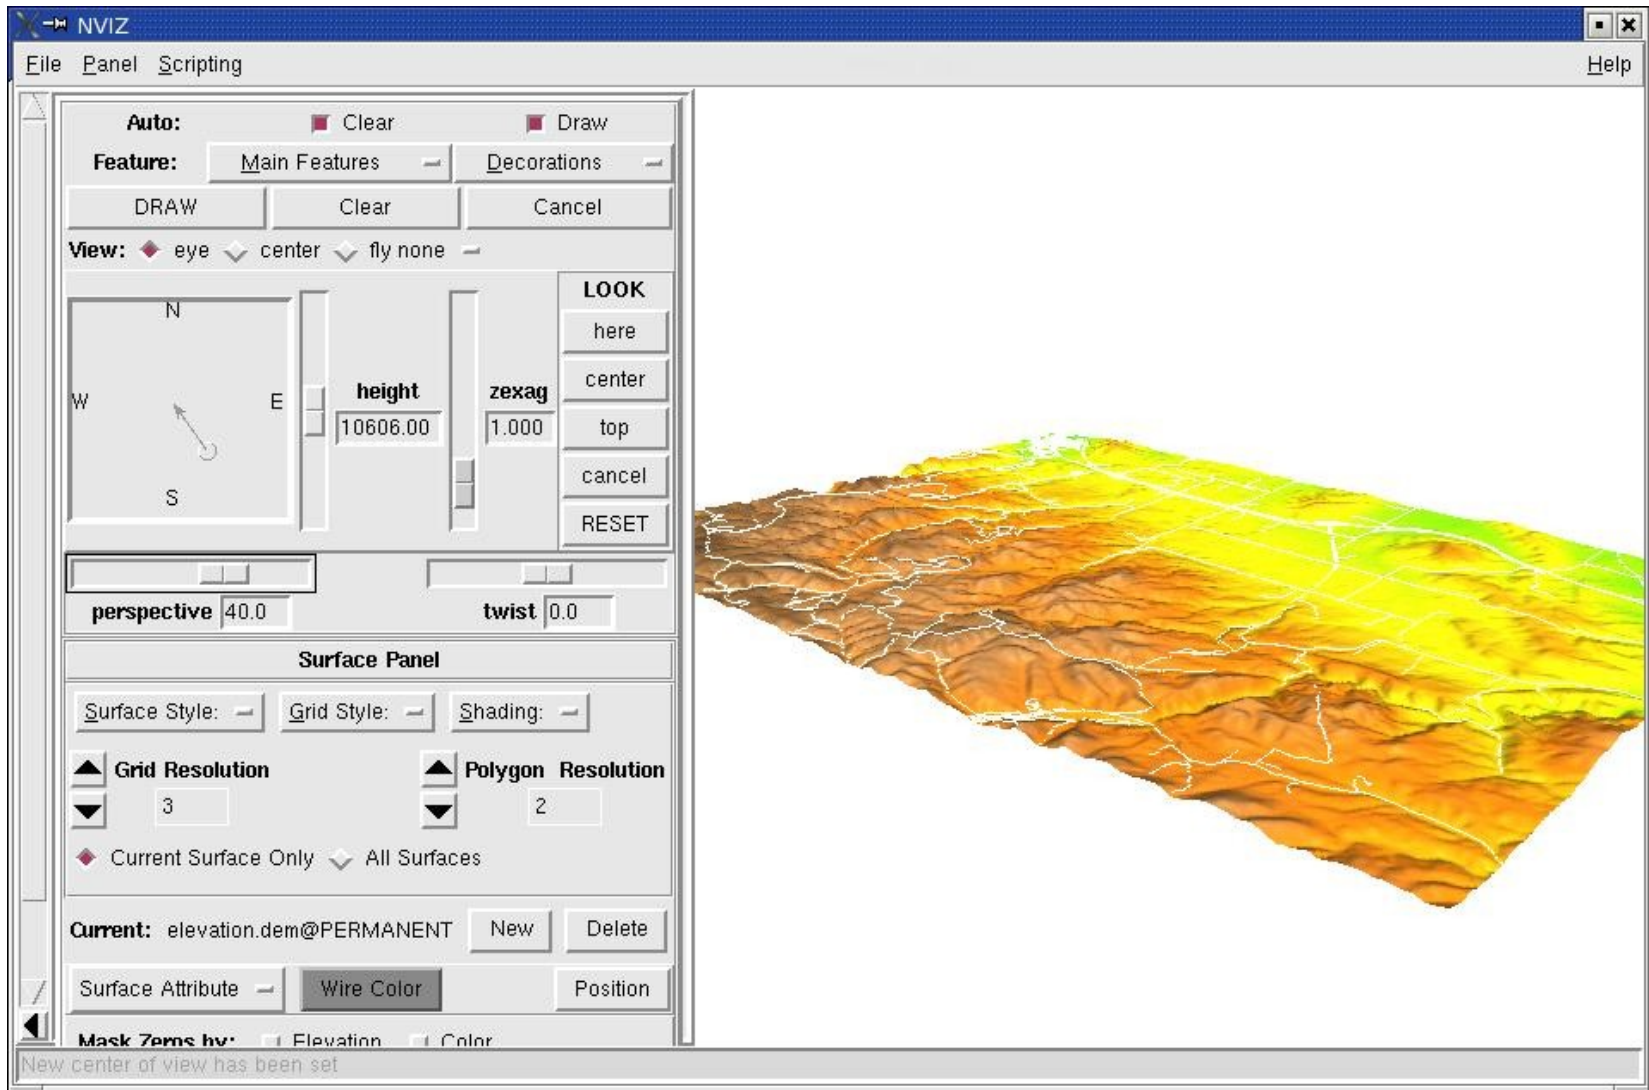 NVIZ
File Panel Scripting Help
Auto: Clear Draw
Feature: Main Features Decorations
DRAW Clear Cancel
View: eye center fly none
LOOK
N
here
W E
height zexag
center
10606.00 1.000
top
cancel
S
RESET
perspective 40.0 twist 0.0
Surface Panel
Surface Style: Grid Style: Shading:
Grid Resolution Polygon Resolution
3 2
Current Surface Only All Surfaces
Current: elevation.dem@PERMANENT New Delete
Surface Attribute Wire Color Position
Mask Zeros by: Elevation Color
New center of view has been set